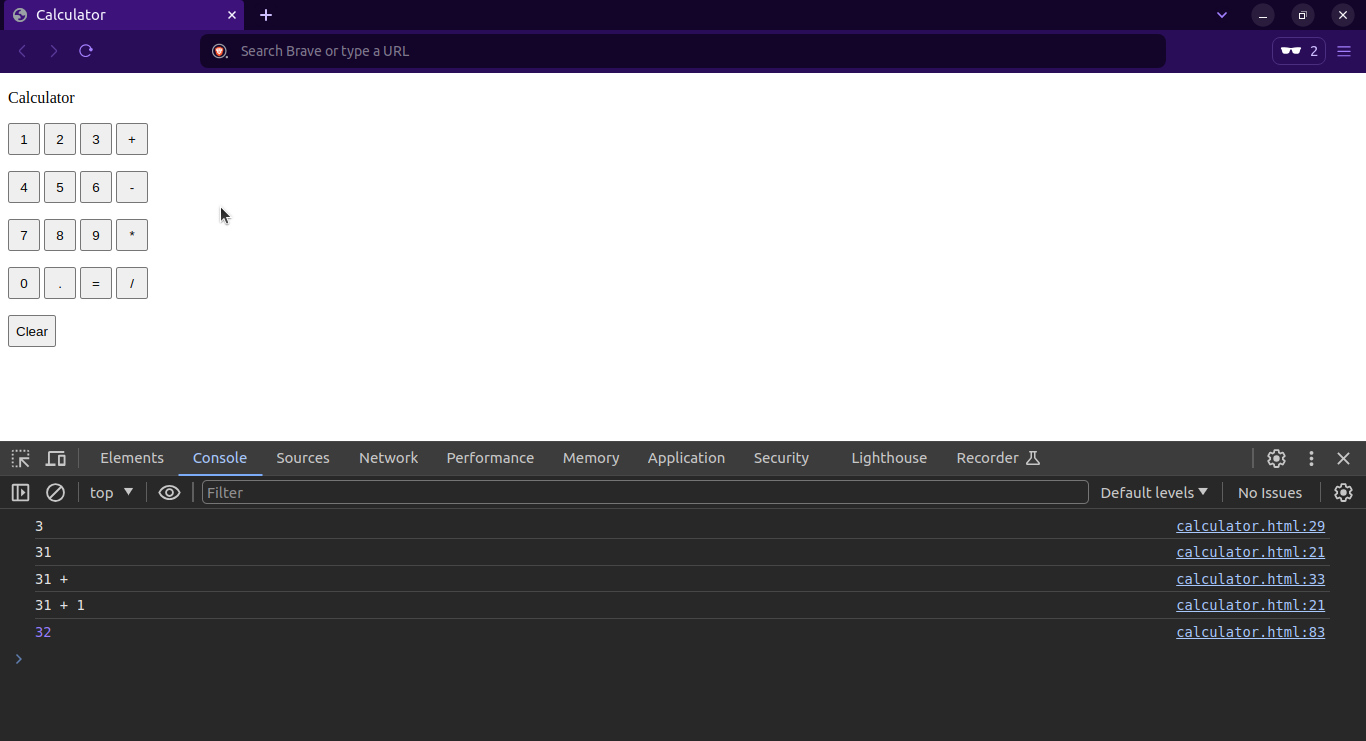 Calculator
Search Brave or type a URL
2
Calculator
1 2 3 +
4 5 6 -
7 8 9 *
0 . = /
Clear
Elements Console Sources Network Performance Memory Application Security Lighthouse Recorder
top Filter Default levels No Issues
3 calculator.html:29
31 calculator.html:21
31 + calculator.html:33
31 + 1 calculator.html:21
32 calculator.html:83